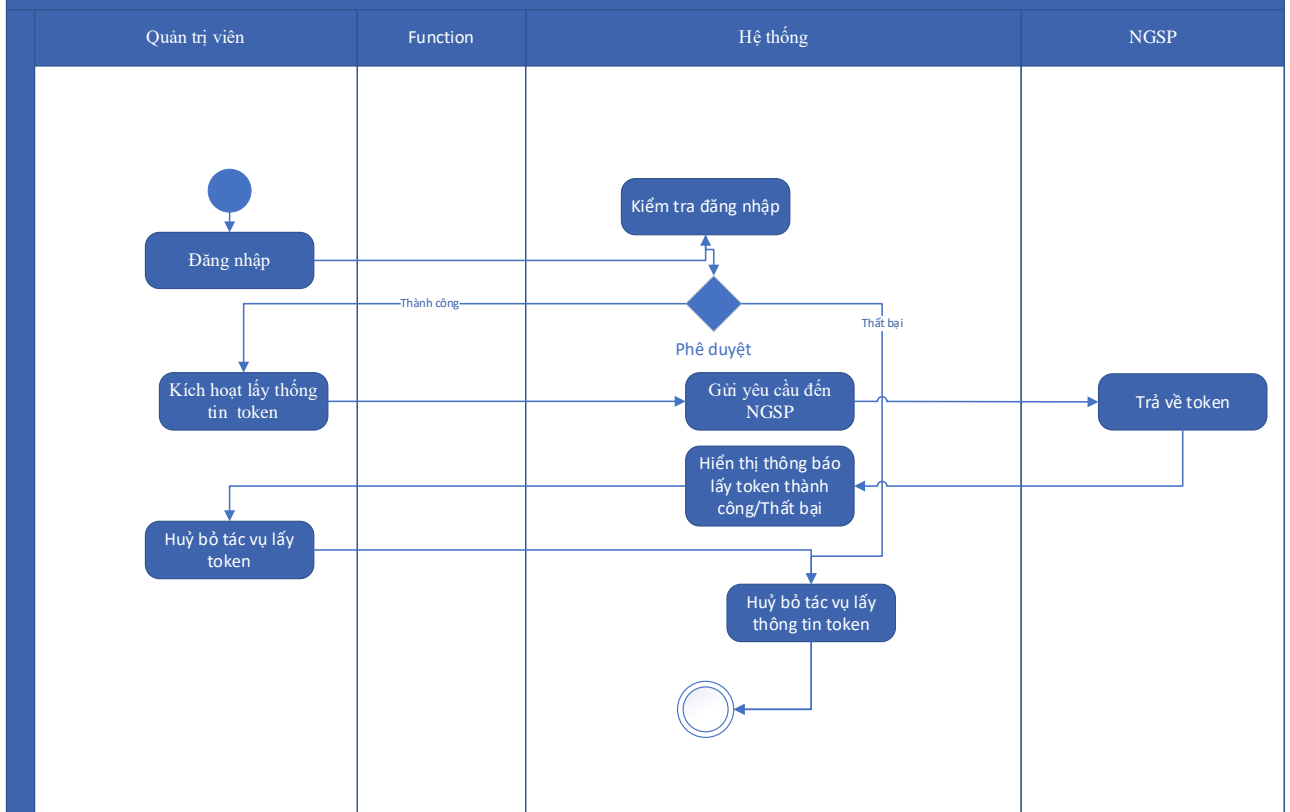 Quản trị viên
Function
Hệ thống
NGSP
Kiểm tra đăng nhập
Đăng nhập
Thành công
Thất bại
Phê duyệt
Kích hoạt lấy thống
tin token
Gửi yêu cầu đến
NGSP
Trả về token
Hiển thị thông báo
lấy token thành
công/Thất bại
Huỷ bỏ tác vụ lấy
token
Huỷ bỏ tác vụ lấy
thông tin token